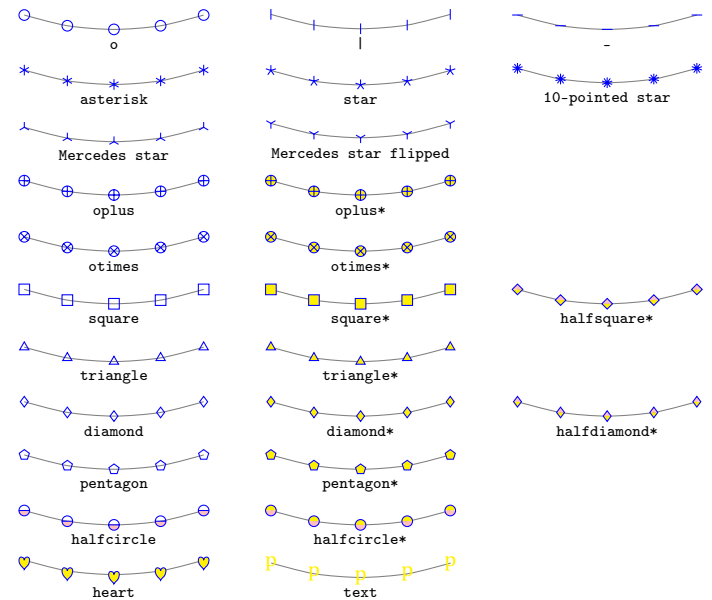 o | -
asterisk star 10-pointed star
Mercedes star Mercedes star flipped
oplus oplus*
otimes otimes*
square square* halfsquare*
triangle triangle*
diamond diamond* halfdiamond*
pentagon pentagon*
halfcircle halfcircle*
p p p p p
heart text